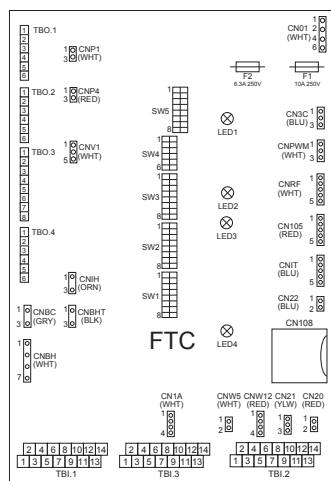 TBO.1
1
2
3
4
5
6
CNP1
(WHT)
1
3
CN01
(WHT)
1
2
4
6
F2
6.3A 250V
F1
10A 250V
TBO.2
1
2
3
4
5
6
CNP4
(RED)
1
3
SW5
1
8
LED1
CN3C
(BLU)
1
3
CNV1
(WHT)
1
5
TBO.3
1
2
3
4
5
6
7
8
SW4
1
6
CNPWM
(WHT)
1
3
SW3
1
8
LED2
CNRF
(WHT)
1
5
LED3
TBO.4
1
2
3
4
5
6
SW2
1
8
CN105
(RED)
1
5
CNIT
(BLU)
1
5
CNIH
(ORN)
1
3
SW1
1
8
CN22
(BLU)
1
2
CNBC
(GRY)
1
3
CNBHT
(BLK)
1
3
FTC
LED4
CN108
CNBH
(WHT)
1
7
CN1A
(WHT)
1
4
CNW5
(WHT)
1
2
CNW12
(RED)
1
4
CN21
(YLW)
1
3
CN20
(RED)
1
2
2 4 6 8 10 12 14
1 3 5 7 9 11 13
TBI.1
2 4 6 8 10 12 14
1 3 5 7 9 11 13
TBI.3
2 4 6 8 10 12 14
1 3 5 7 9 11 13
TBI.2